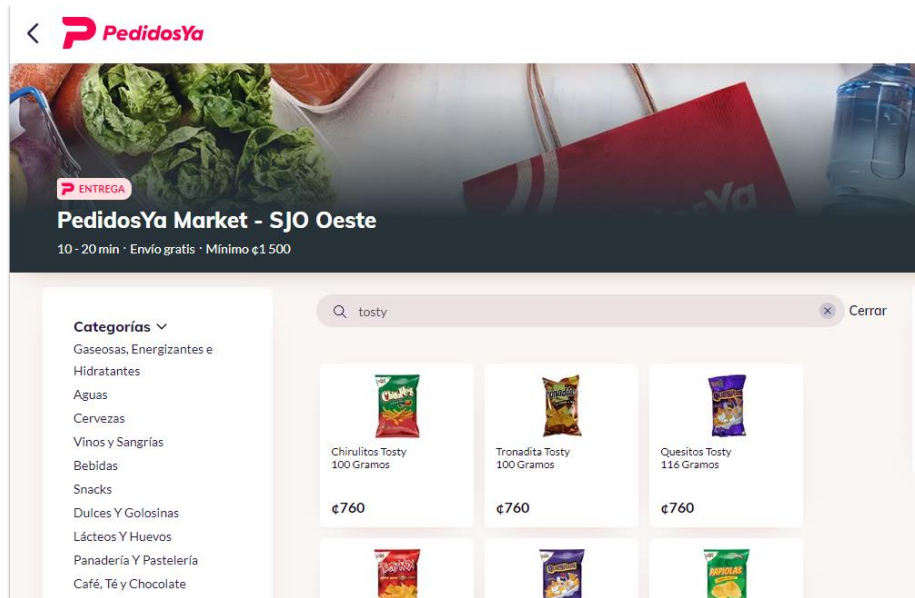 PedidosYa
ENTREGA
PedidosYa Market - SJO Oeste
10 - 20 min · Envío gratis · Mínimo ¢1 500
Categorías
Gaseosas, Energizantes e
Hidratantes
Aguas
Cervezas
Vinos y Sangrías
Bebidas
Snacks
Dulces Y Golosinas
Lácteos Y Huevos
Panadería Y Pastelería
Café, Té y Chocolate
tosty
Cerrar
Chirulitos Tosty
100 Gramos
¢760
Tronadita Tosty
100 Gramos
¢760
Quesitos Tosty
116 Gramos
¢760
PAPIOLAS